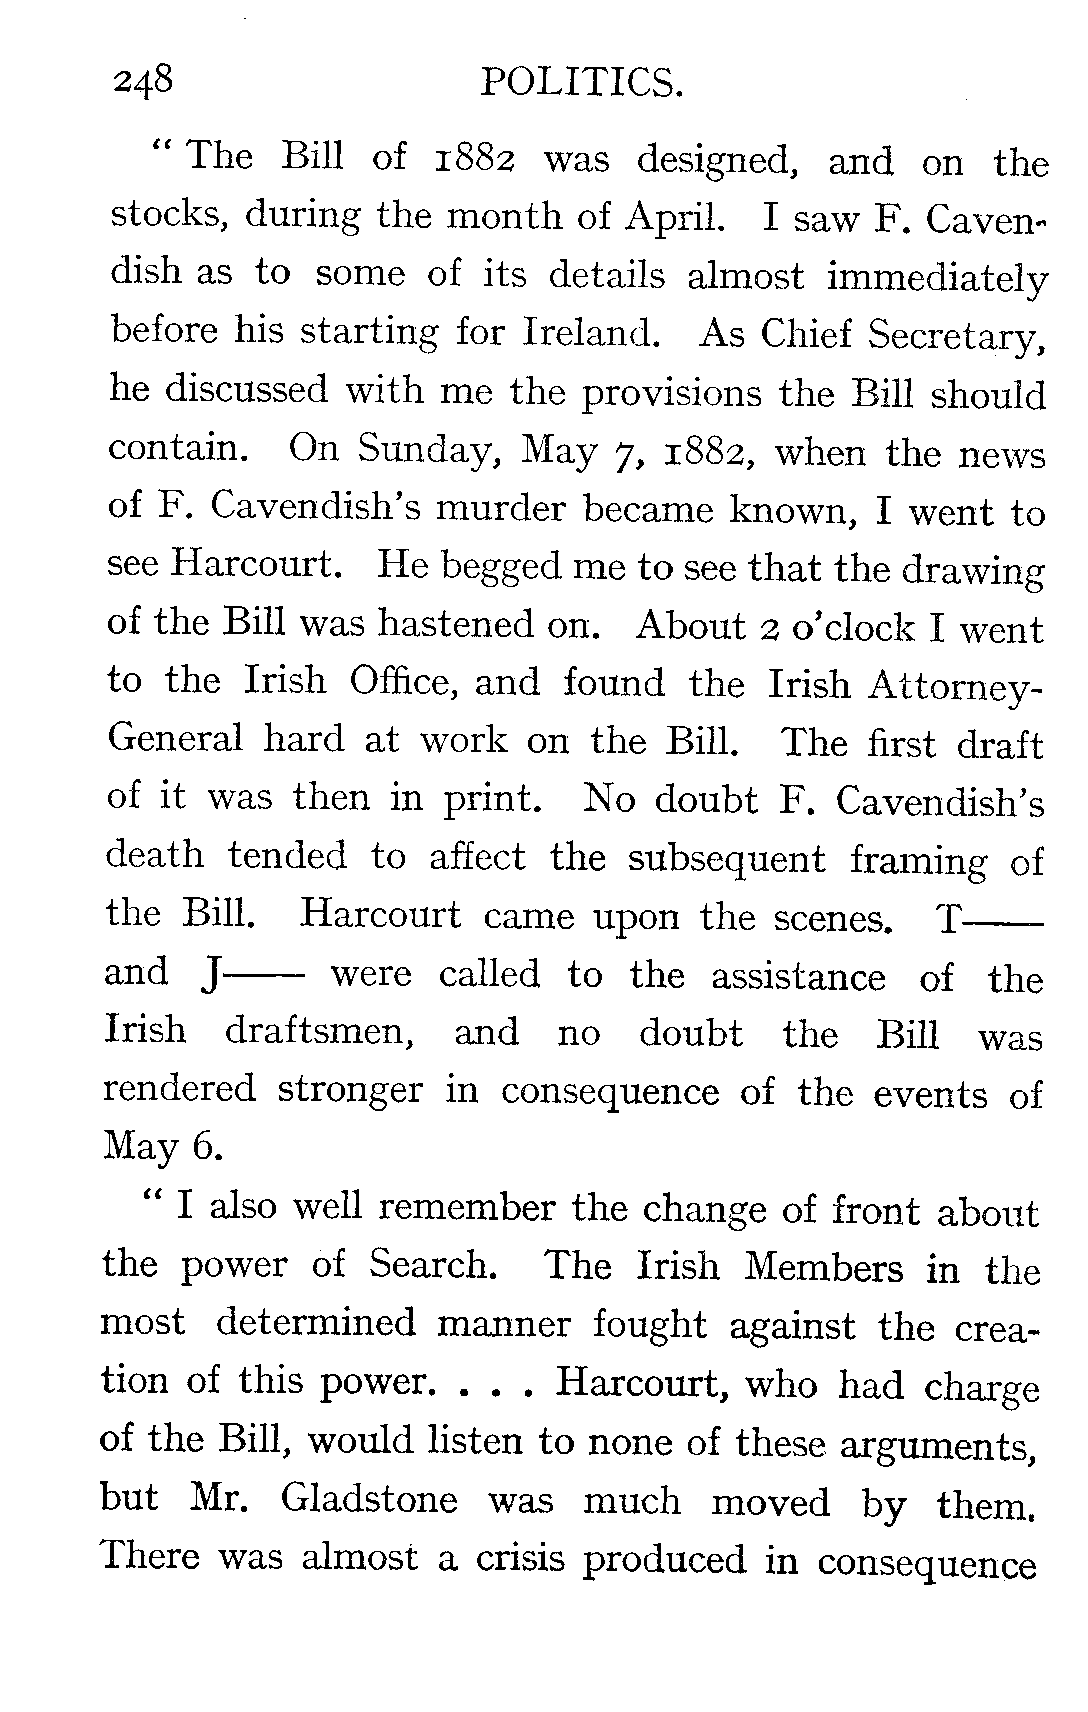 248 POLITICS.
“ The Bill of 1882 was designed, and on the
stocks, during the month of April. I saw F. Caven-
dish as to some of its details almost immediately
before his starting for Ireland. As Chief Secretary,
he discussed with me the provisions the Bill should
contain. On Sunday, May 7, 1882, when the news
of F. Cavendish’s murder became known, I went to
see Harcourt. He begged me to see that the drawing
of the Bill was hastened on. About 2 o’clock I went
to the Irish Office, and found the Irish Attorney-
General hard at work on the Bill. The first draft
of it was then in print. No doubt F. Cavendish’s
death tended to affect the subsequent framing of
the Bill. Harcourt came upon the scenes. T——
and J—— were called to the assistance of the
Irish draftsmen, and no doubt the Bill was
rendered stronger in consequence of the events of
May 6.
“ I also well remember the change of front about
the power of Search. The Irish Members in the
most determined manner fought against the crea-
tion of this power. . . . Harcourt, who had charge
of the Bill, would listen to none of these arguments,
but Mr. Gladstone was much moved by them.
There was almost a crisis produced in consequence